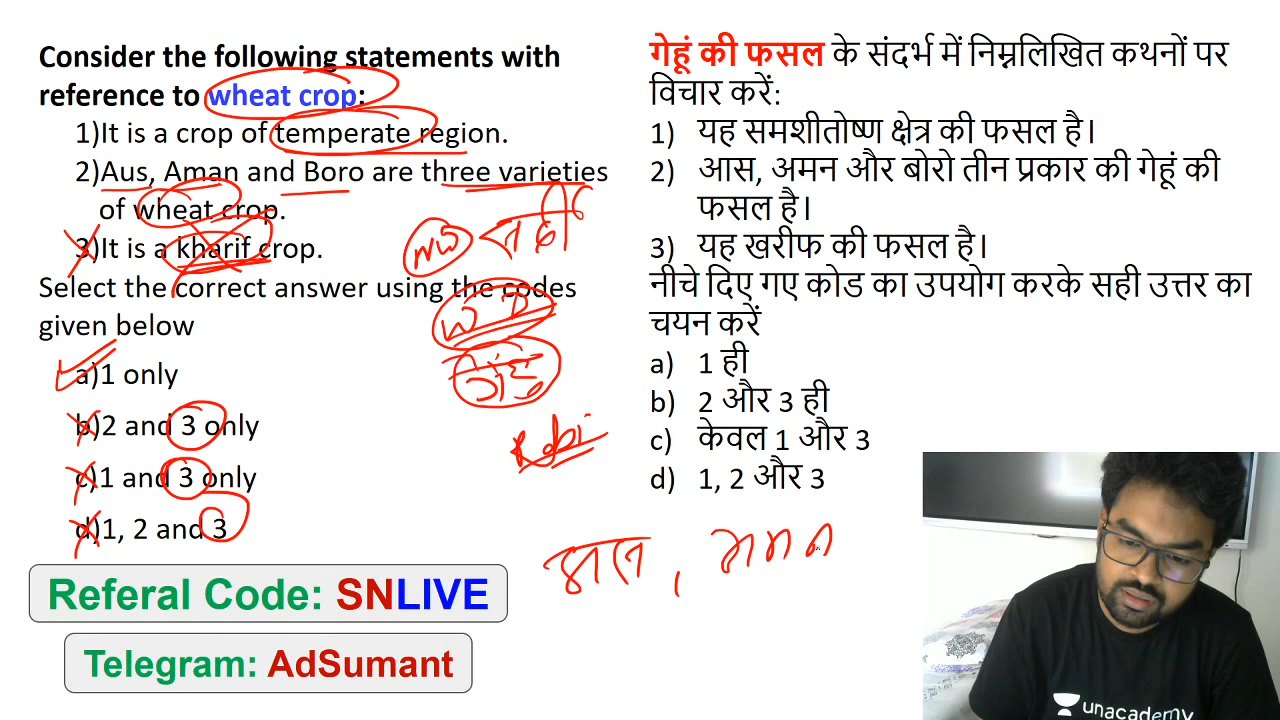 Consider the following statements with
reference to wheat crop:
1)It is a crop of temperate region.
2)Aus, Aman and Boro are three varieties
of wheat crop.
3)It is a kharif crop.
Select the correct answer using the codes
given below
a)1 only
b)2 and 3 only
c)1 and 3 only
d)1, 2 and 3
सर्दी
WD
गेहूं
Rabi
Referal Code: SNLIVE
Telegram: AdSumant
गेहूं की फसल के संदर्भ में निम्नलिखित कथनों पर
विचार करें:
1) यह समशीतोष्ण क्षेत्र की फसल है।
2) आस, अमन और बोरो तीन प्रकार की गेहूं की
फसल है।
3) यह खरीफ की फसल है।
नीचे दिए गए कोड का उपयोग करके सही उत्तर का
चयन करें
a) 1 ही
b) 2 और 3 ही
c) केवल 1 और 3
d) 1, 2 और 3
आस, अमन
unacademy